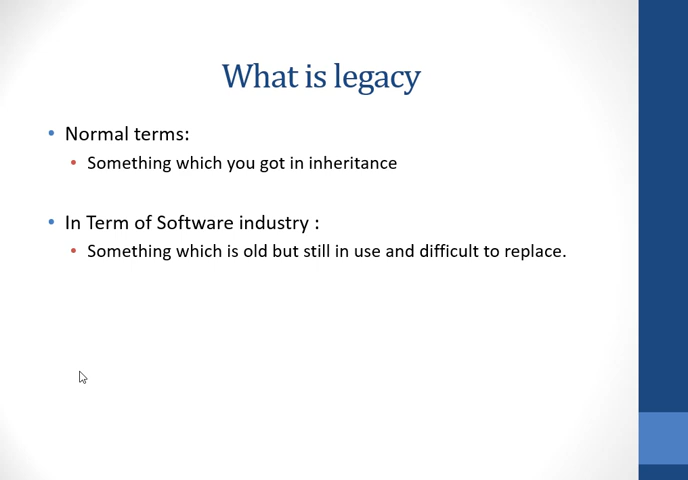 What is legacy
• Normal terms:
• Something which you got in inheritance
• In Term of Software industry :
• Something which is old but still in use and difficult to replace.